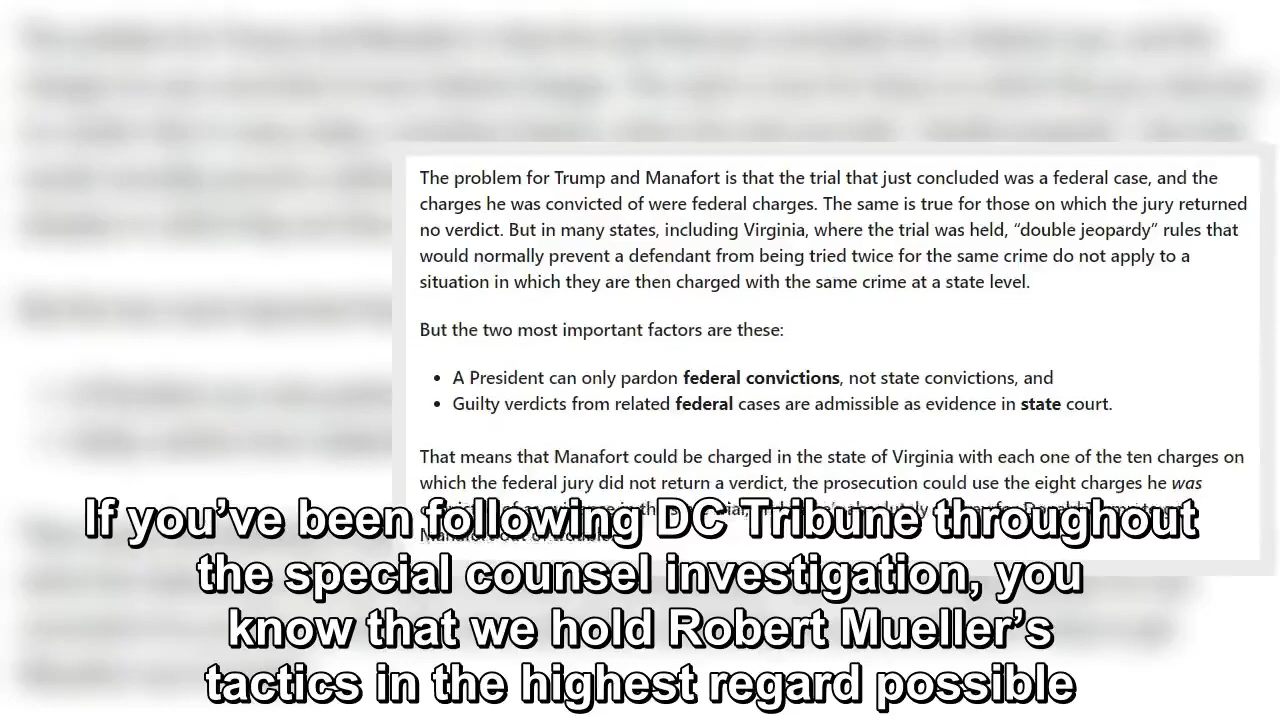 The problem for Trump and Manafort is that the trial that just concluded was a federal case, and the
charges he was convicted of were federal charges. The same is true for those on which the jury returned
no verdict. But in many states, including Virginia, where the trial was held, “double jeopardy” rules that
would normally prevent a defendant from being tried twice for the same crime do not apply to a
situation in which they are then charged with the same crime at a state level.
But the two most important factors are these:
• A President can only pardon federal convictions, not state convictions, and
• Guilty verdicts from related federal cases are admissible as evidence in state court.
That means that Manafort could be charged in the state of Virginia with each one of the ten charges on
which the federal jury did not return a verdict, the prosecution could use the eight charges he was
If you’ve been following DC Tribune throughout
the special counsel investigation, you
know that we hold Robert Mueller’s
tactics in the highest regard possible